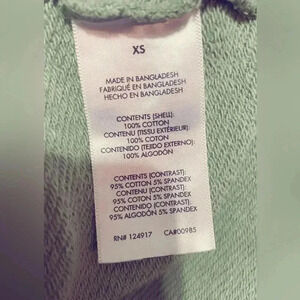 XS
MADE IN BANGLADESH
FABRIQUÉ EN BANGLADESH
HECHO EN BANGLADESH
CONTENTS (SHELL):
100% COTTON
CONTENU (TISSU EXTÉRIEUR):
100% COTON
CONTENIDO (TEJIDO EXTERNO):
100% ALGODÓN
CONTENTS (CONTRAST):
95% COTTON 5% SPANDEX
CONTENU (CONTRAST):
95% COTON 5% SPANDEX
CONTENIDO (CONTRAST):
95% ALGODÓN 5% SPANDEX
RN# 124917 CA#00985